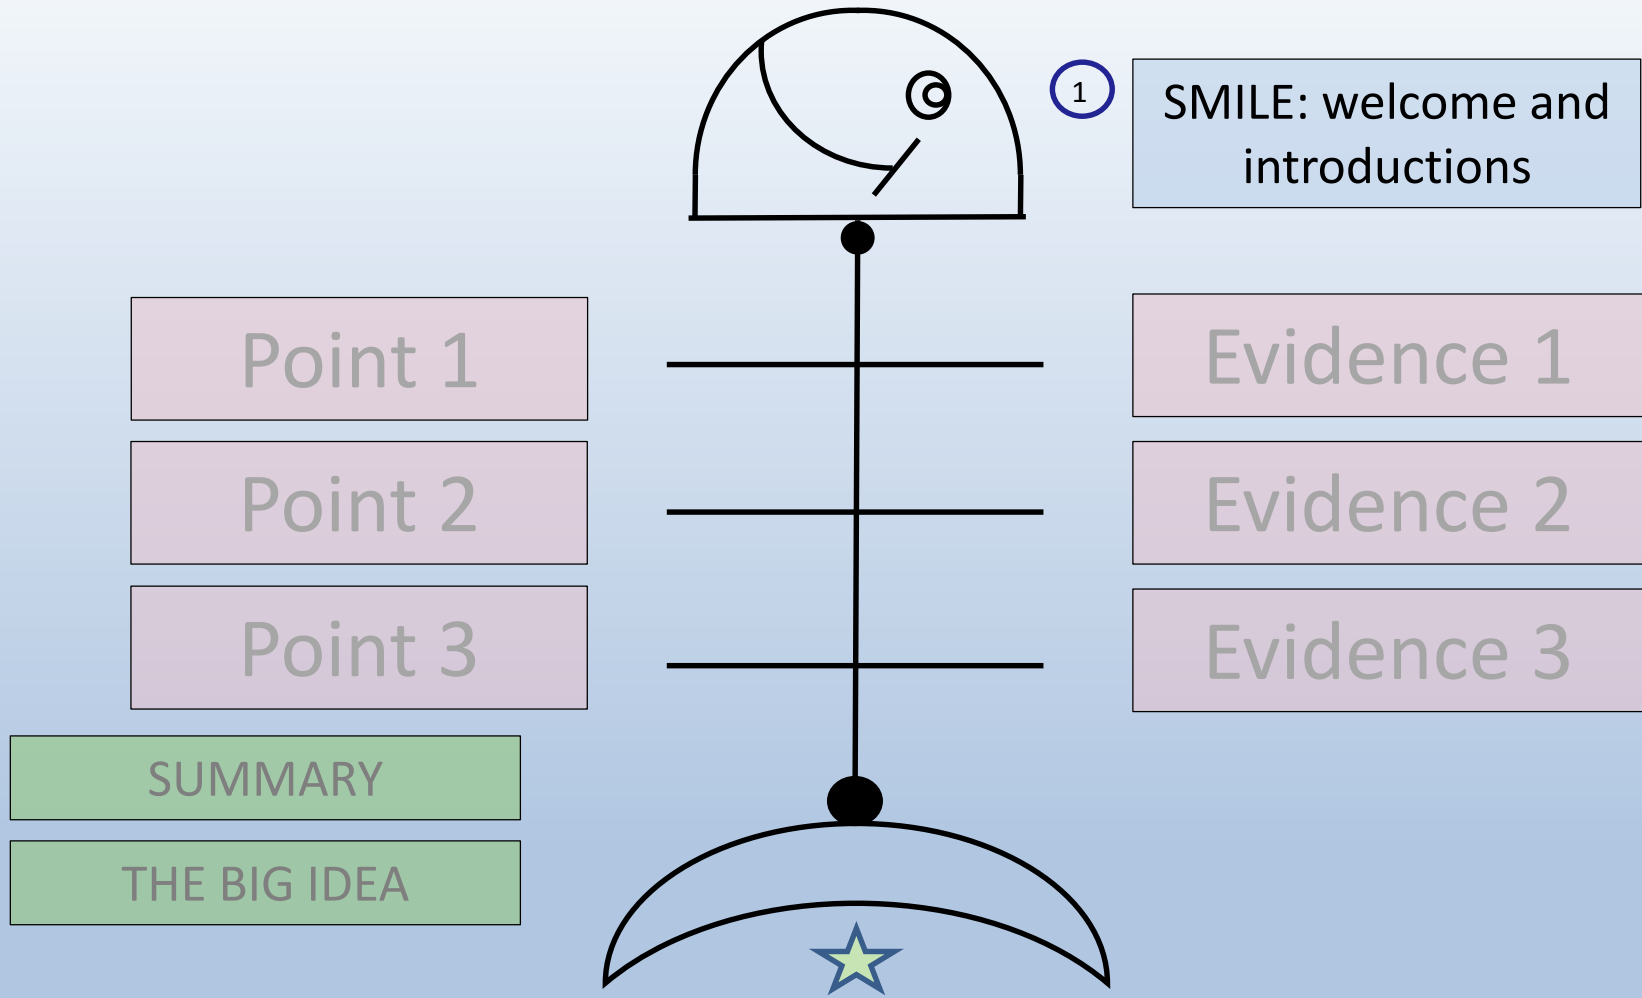 1
SMILE: welcome and
introductions
Point 1
Evidence 1
Point 2
Evidence 2
Point 3
Evidence 3
SUMMARY
THE BIG IDEA